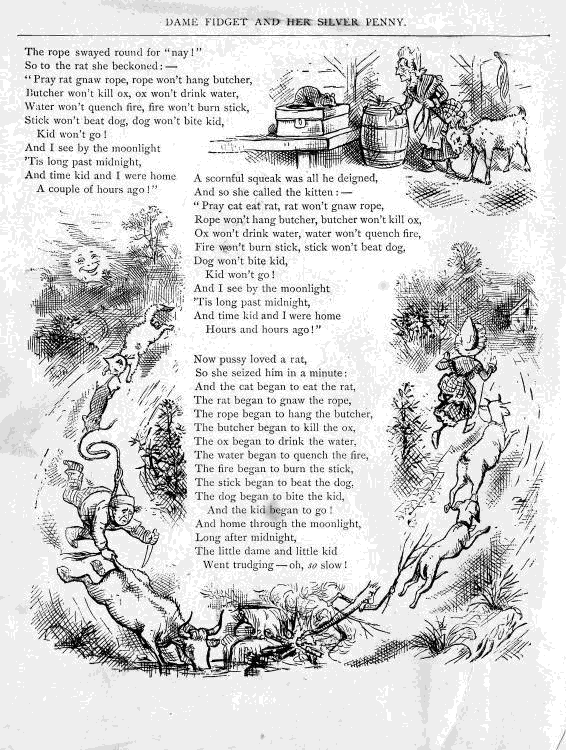 DAME FIDGET AND HER SILVER PENNY.
The rope swayed round for "nay!"
So to the rat she beckoned:—
"Pray rat gnaw rope, rope won't hang butcher,
Butcher won't kill ox, ox won't drink water,
Water won't quench fire, fire won't burn stick,
Stick won't beat dog, dog won't bite kid,
Kid won't go!
And I see by the moonlight
'Tis long past midnight,
And time kid and I were home
A couple of hours ago!"
A scornful squeak was all he deigned,
And so she called the kitten:—
"Pray cat eat rat, rat won't gnaw rope,
Rope won't hang butcher, butcher won't kill ox,
Ox won't drink water, water won't quench fire,
Fire won't burn stick, stick won't beat dog,
Dog won't bite kid,
Kid won't go!
And I see by the moonlight
'Tis long past midnight,
And time kid and I were home
Hours and hours ago!"
Now pussy loved a rat,
So she seized him in a minute:
And the cat began to eat the rat,
The rat began to gnaw the rope,
The rope began to hang the butcher,
The butcher began to kill the ox,
The ox began to drink the water,
The water began to quench the fire,
The fire began to burn the stick,
The stick began to beat the dog,
The dog began to bite the kid,
And the kid began to go!
And home through the moonlight,
Long after midnight,
The little dame and little kid
Went trudging—oh, so slow!